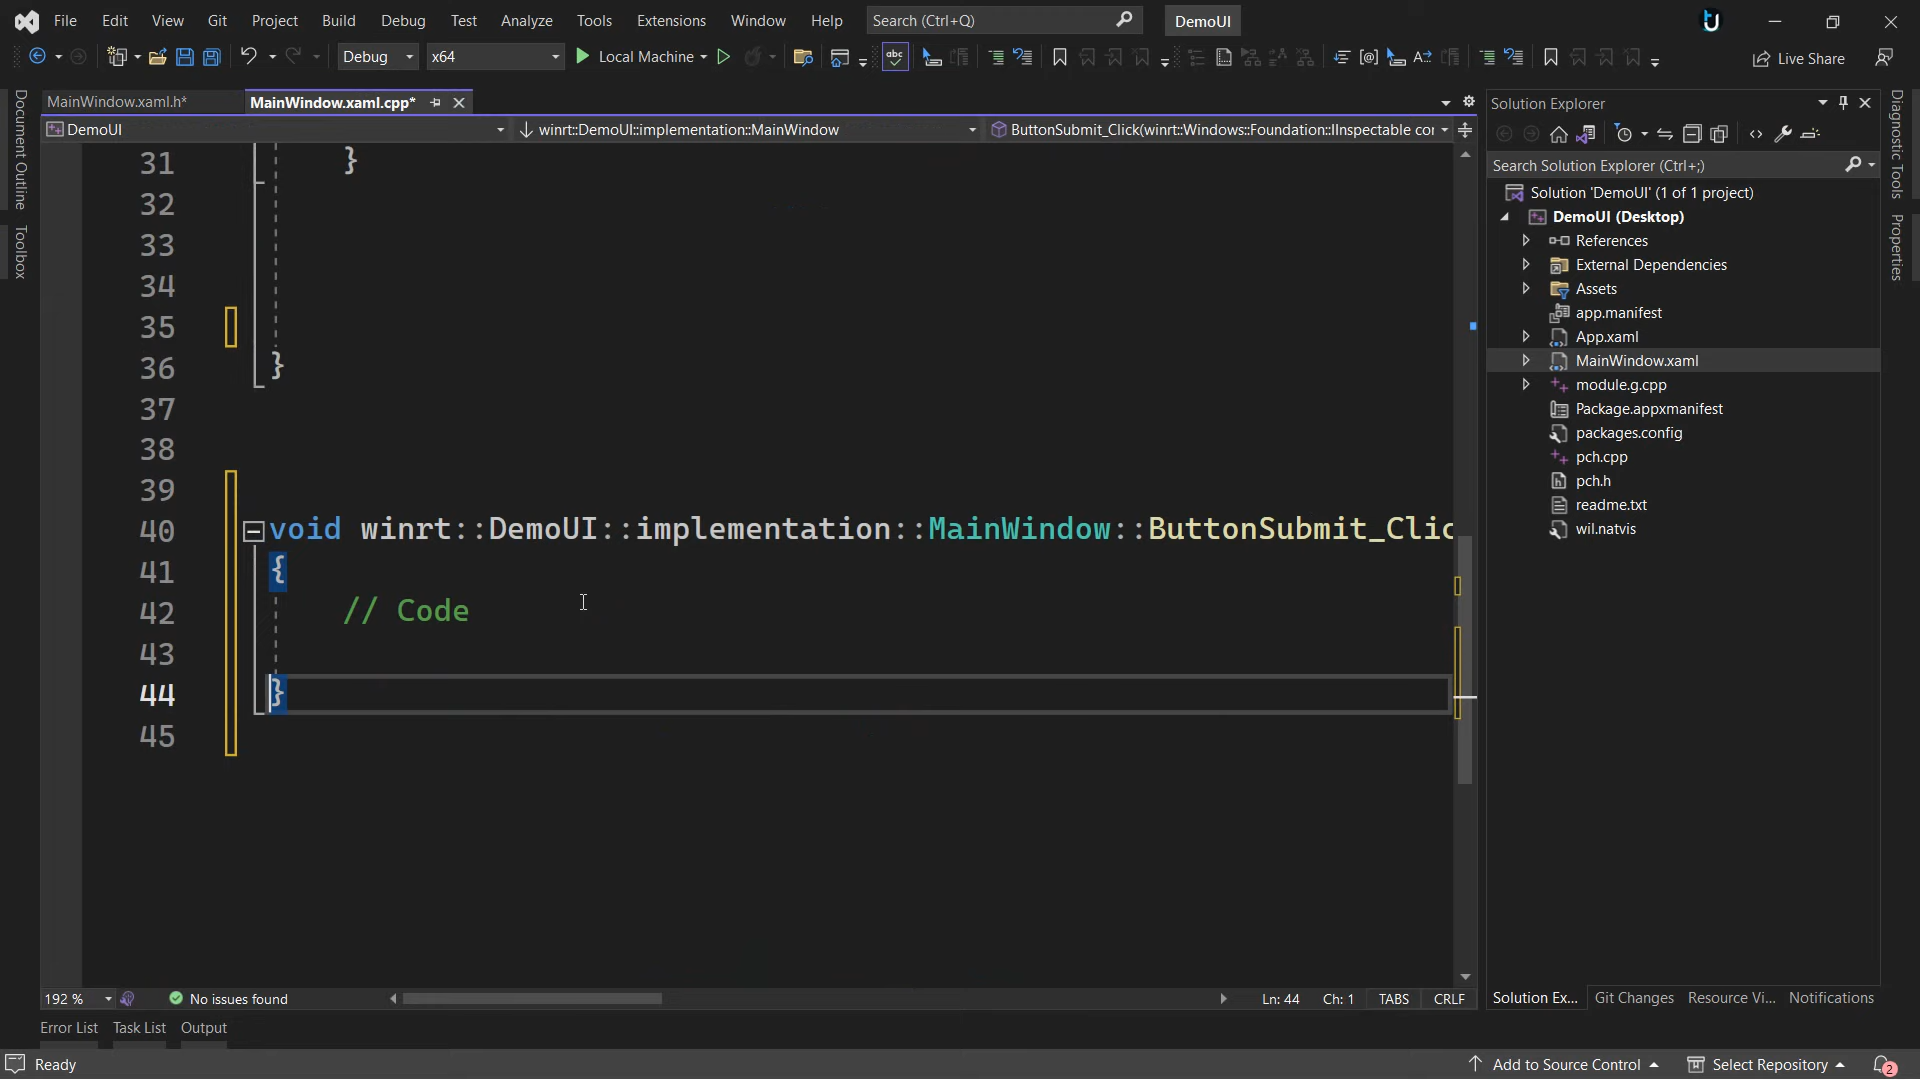 File Edit View Git Project Build Debug Test Analyze Tools Extensions Window Help Search (Ctrl+Q) DemoUI
Debug x64 Local Machine Live Share
MainWindow.xaml.h* MainWindow.xaml.cpp*
DemoUI winrt::DemoUI::implementation::MainWindow ButtonSubmit_Click(winrt::Windows::Foundation::IInspectable cor
Document Outline
Toolbox
31 }
32
33
34
35
36 }
37
38
39
40 void winrt::DemoUI::implementation::MainWindow::ButtonSubmit_Clic
41 {
42 // Code
43
44 }
45
192 % No issues found Ln: 44 Ch: 1 TABS CRLF
Error List Task List Output
Solution Explorer
Search Solution Explorer (Ctrl+;)
Solution 'DemoUI' (1 of 1 project)
DemoUI (Desktop)
References
External Dependencies
Assets
app.manifest
App.xaml
MainWindow.xaml
module.g.cpp
Package.appxmanifest
packages.config
pch.cpp
pch.h
readme.txt
wil.natvis
Solution Ex... Git Changes Resource Vi... Notifications
Diagnostic Tools
Properties
Ready Add to Source Control Select Repository 2